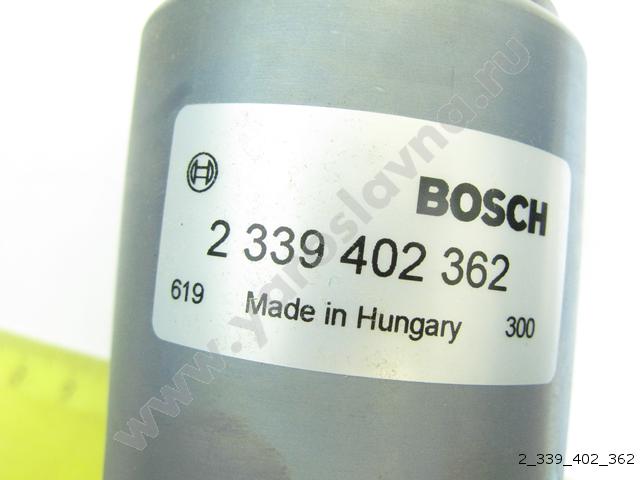 BOSCH
2 339 402 362
619 Made in Hungary 300
www.yaroslavna.ru
2_339_402_362